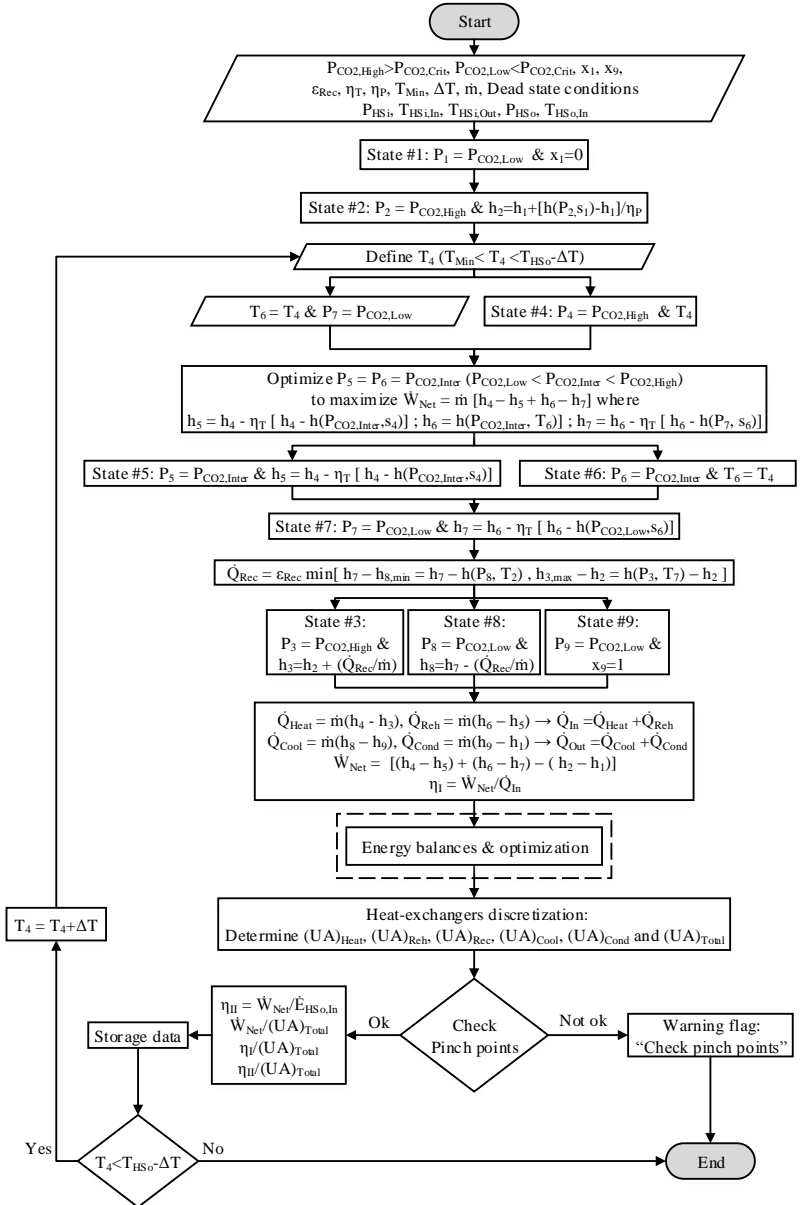 Start
P_CO2,High>P_CO2,Crit, P_CO2,Low<P_CO2,Crit, x₁, x₉,
ε_Rec, η_T, η_P, T_Min, ΔT, ṁ, Dead state conditions
P_HSi, T_HSi,In, T_HSi,Out, P_HSo, T_HSo,In
State #1: P₁ = P_CO2,Low & x₁=0
State #2: P₂ = P_CO2,High & h₂=h₁+[h(P₂,s₁)-h₁]/η_P
Define T₄ (T_Min< T₄ <T_HSo-ΔT)
T₆ = T₄ & P₇ = P_CO2,Low
State #4: P₄ = P_CO2,High & T₄
Optimize P₅ = P₆ = P_CO2,Inter (P_CO2,Low < P_CO2,Inter < P_CO2,High)
to maximize Ẇ_Net = ṁ [h₄ - h₅ + h₆ - h₇] where
h₅ = h₄ - η_T [ h₄ - h(P_CO2,Inter,s₄)] ; h₆ = h(P_CO2,Inter, T₆) ; h₇ = h₆ - η_T [ h₆ - h(P₇, s₆)]
State #5: P₅ = P_CO2,Inter & h₅ = h₄ - η_T [ h₄ - h(P_CO2,Inter,s₄)]
State #6: P₆ = P_CO2,Inter & T₆ = T₄
State #7: P₇ = P_CO2,Low & h₇ = h₆ - η_T [ h₆ - h(P_CO2,Low,s₆)]
Q̇_Rec = ε_Rec min[ h₇ – h₈,min = h₇ – h(P₈, T₂) , h₃,max – h₂ = h(P₃, T₇) – h₂ ]
State #3:
P₃ = P_CO2,High &
h₃=h₂ + (Q̇_Rec/ṁ)
State #8:
P₈ = P_CO2,Low &
h₈=h₇ - (Q̇_Rec/ṁ)
State #9:
P₉ = P_CO2,Low &
x₉=1
Q̇_Heat = ṁ(h₄ - h₃), Q̇_Reh = ṁ(h₆ – h₅) → Q̇_In =Q̇_Heat +Q̇_Reh
Q̇_Cool = ṁ(h₈ – h₉), Q̇_Cond = ṁ(h₉ – h₁) → Q̇_Out =Q̇_Cool +Q̇_Cond
Ẇ_Net = [(h₄ – h₅) + (h₆ – h₇) – ( h₂ – h₁)]
η_I = Ẇ_Net/Q̇_In
Energy balances & optimization
Heat-exchangers discretization:
Determine (UA)_Heat, (UA)_Reh, (UA)_Rec, (UA)_Cool, (UA)_Cond and (UA)_Total
T₄ = T₄+ΔT
Storage data
η_II = Ẇ_Net/Ė_HSo,In
Ẇ_Net/(UA)_Total
η_I/(UA)_Total
η_II/(UA)_Total
Ok
Check
Pinch points
Not ok
Warning flag:
“Check pinch points”
Yes
T₄<T_HSo-ΔT
No
End